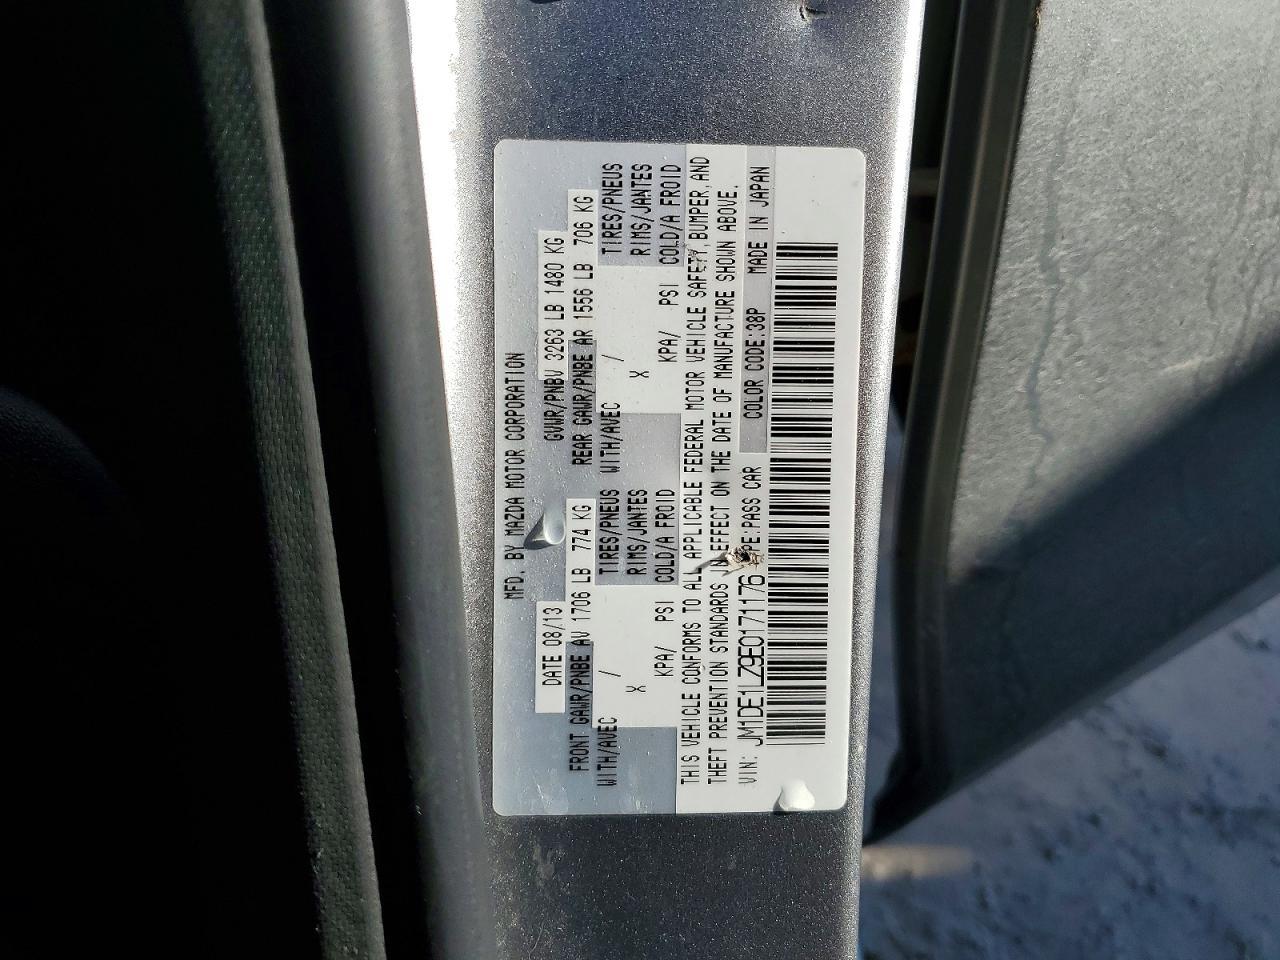 MFD. BY MAZDA MOTOR CORPORATION
DATE 08/13 GVWR/PNBV 3263 LB 1480 KG
FRONT GAWR/PNBE AV 1706 LB 774 KG REAR GAWR/PNBE AR 1556 LB 706 KG
WITH/AVEC / TIRES/PNEUS WITH/AVEC / TIRES/PNEUS
X RIMS/JANTES X RIMS/JANTES
KPA/ PSI COLD/A FROID KPA/ PSI COLD/A FROID
THIS VEHICLE CONFORMS TO ALL APPLICABLE FEDERAL MOTOR VEHICLE SAFETY, BUMPER, AND
THEFT PREVENTION STANDARDS EFFECT ON THE DATE OF MANUFACTURE SHOWN ABOVE.
VIN: JM1DE1LZ9E0171176 PE:PASS CAR COLOR CODE:38P MADE IN JAPAN